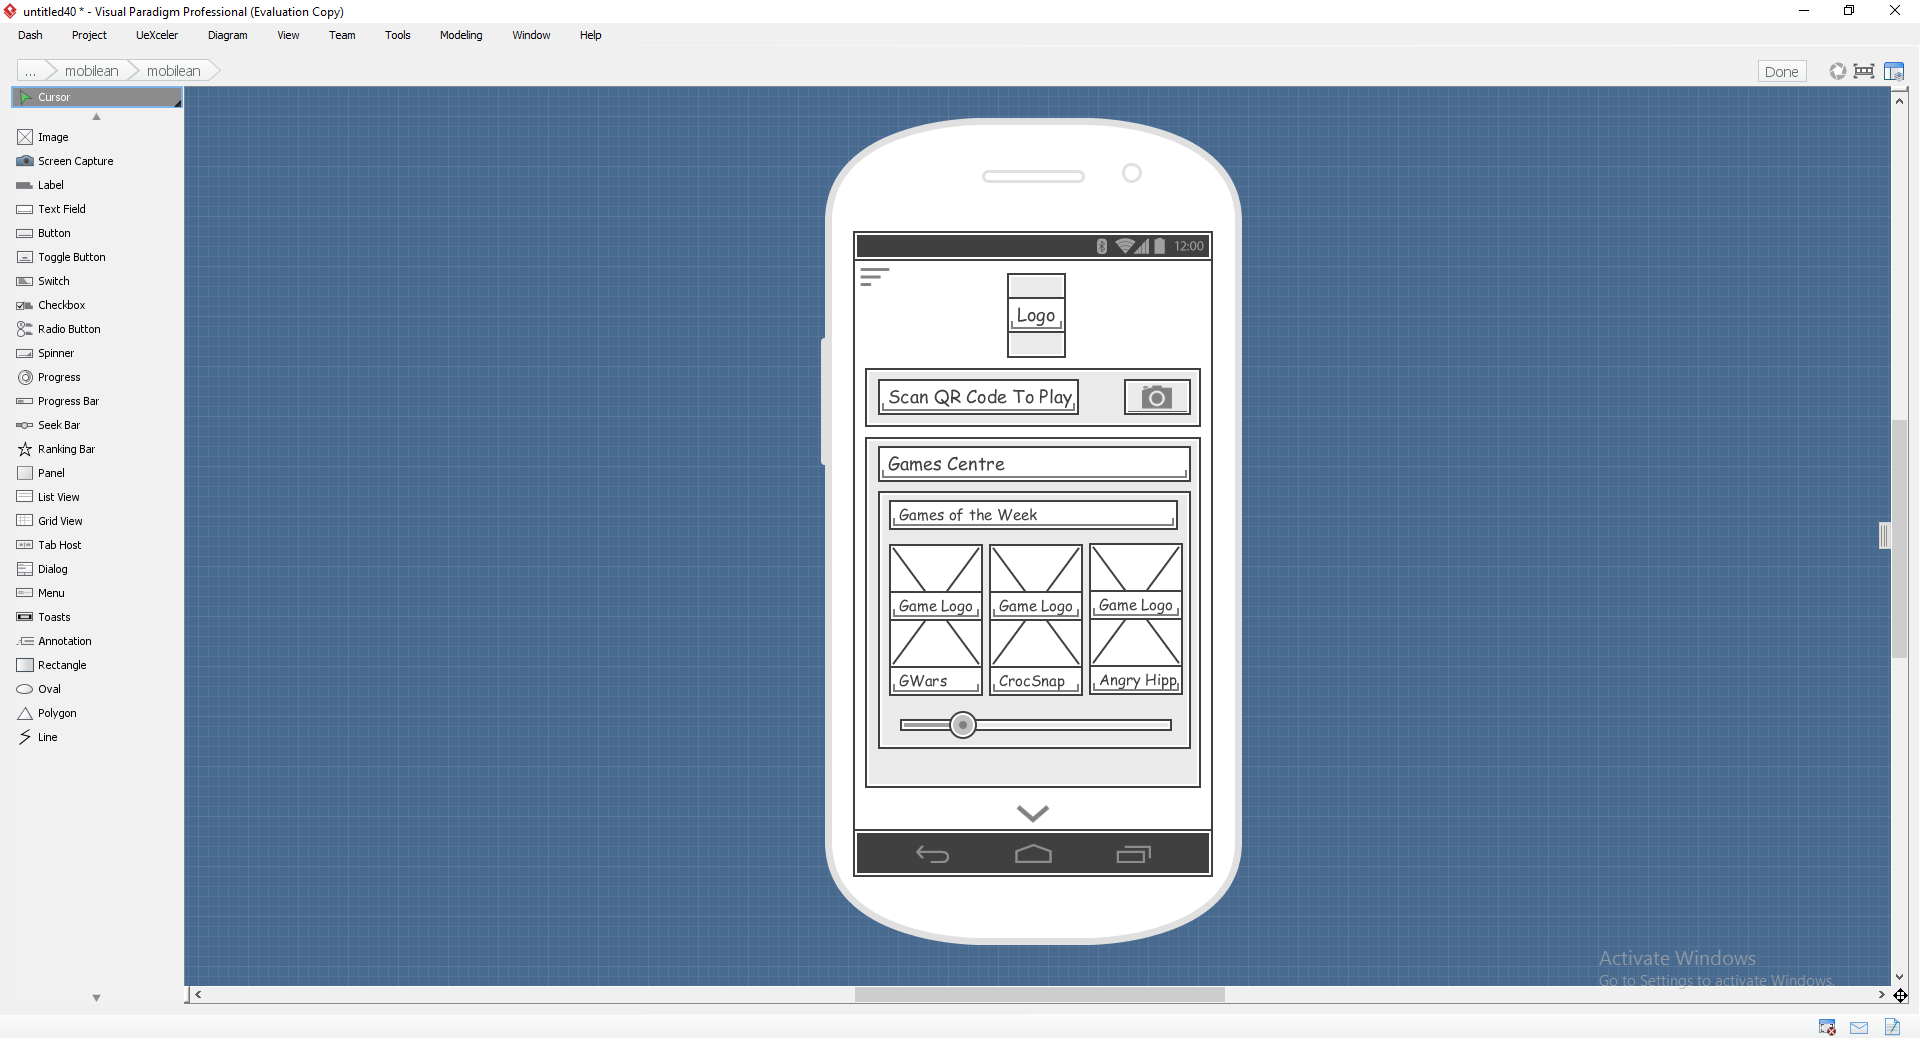 untitled40 * - Visual Paradigm Professional (Evaluation Copy)
Dash Project UeXceler Diagram View Team Tools Modeling Window Help
... mobilean mobilean Done
Cursor
Image
Screen Capture
Label
Text Field
Button
Toggle Button
Switch
Checkbox
Radio Button
Spinner
Progress
Progress Bar
Seek Bar
Ranking Bar
Panel
List View
Grid View
Tab Host
Dialog
Menu
Toasts
Annotation
Rectangle
Oval
Polygon
Line
12:00
Logo
Scan QR Code To Play
Games Centre
Games of the Week
Game Logo Game Logo Game Logo
GWars CrocSnap Angry Hipp
Activate Windows
Go to Settings to activate Windows.